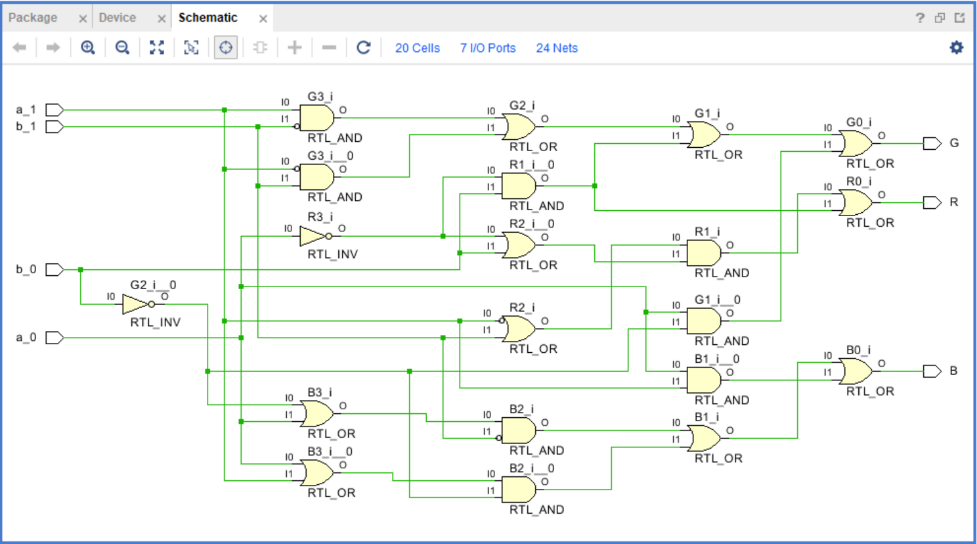 Package × Device × Schematic ×
20 Cells 7 I/O Ports 24 Nets
a_1
b_1
b_0
a_0
G3_i
I0
I1
O
RTL_AND
G3_i__0
I0
I1
O
RTL_AND
R3_i
I0
O
RTL_INV
G2_i__0
I0
O
RTL_INV
B3_i
I0
I1
O
RTL_OR
B3_i__0
I0
I1
O
RTL_OR
G2_i
I0
I1
O
RTL_OR
R1_i__0
I0
I1
O
RTL_AND
R2_i__0
I0
I1
O
RTL_OR
R2_i
I0
I1
O
RTL_OR
B2_i
I0
I1
O
RTL_AND
B2_i__0
I0
I1
O
RTL_AND
G1_i
I0
I1
O
RTL_OR
R1_i
I0
I1
O
RTL_AND
G1_i__0
I0
I1
O
RTL_AND
B1_i__0
I0
I1
O
RTL_AND
B1_i
I0
I1
O
RTL_OR
G0_i
I0
I1
O
RTL_OR
R0_i
I0
I1
O
RTL_OR
B0_i
I0
I1
O
RTL_OR
G
R
B